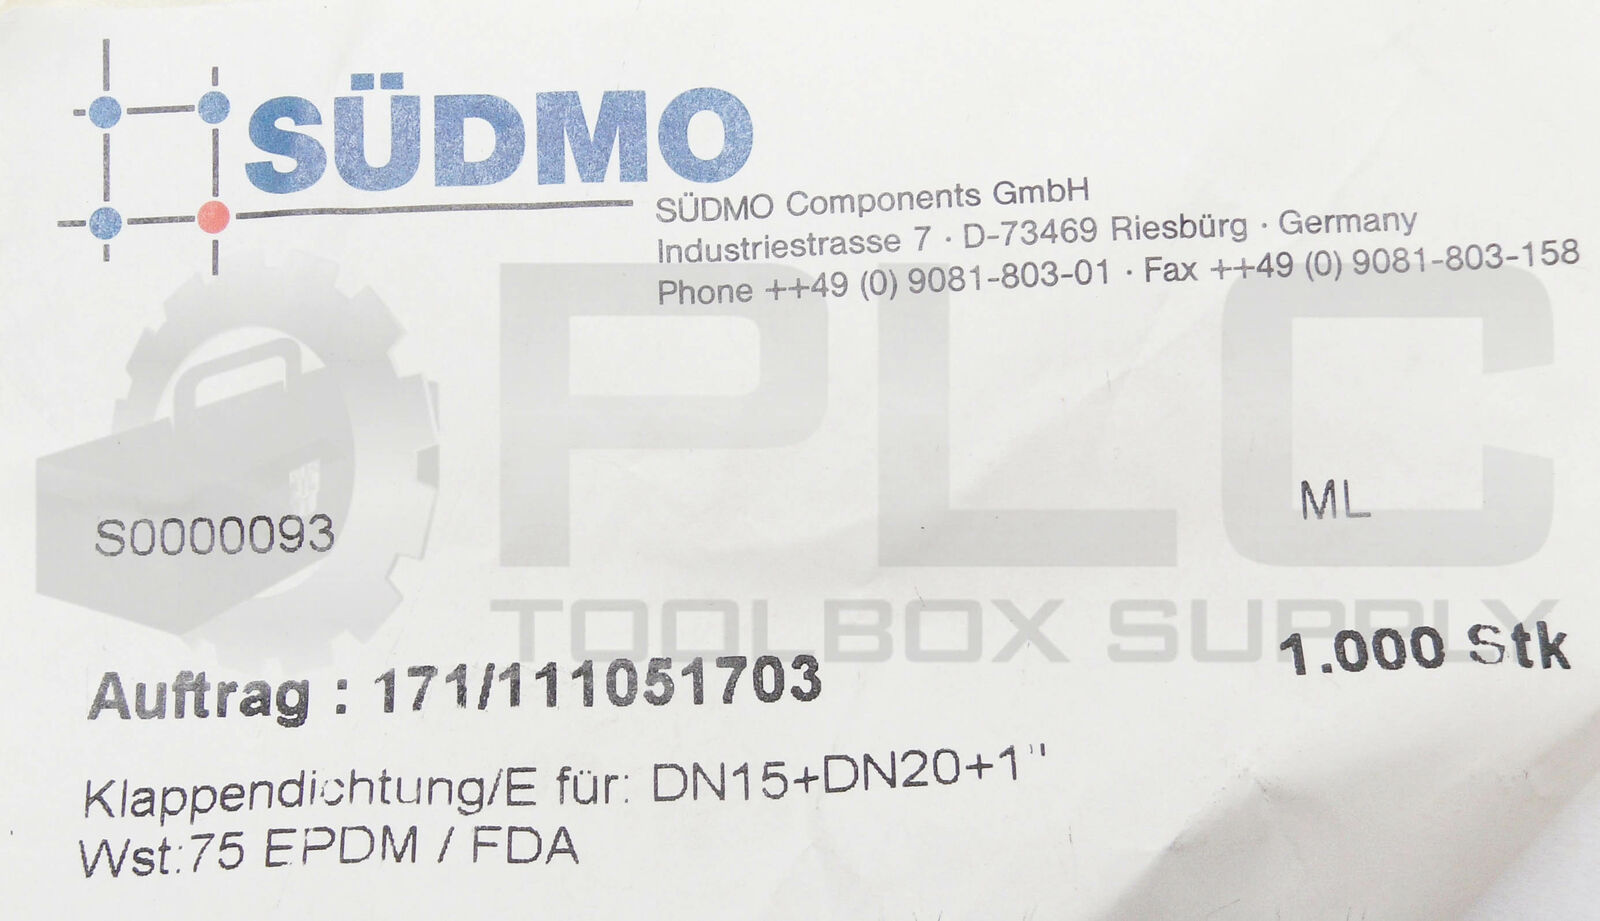 SÜDMO
SÜDMO Components GmbH
Industriestrasse 7 · D-73469 Riesbürg · Germany
Phone ++49 (0) 9081-803-01 · Fax ++49 (0) 9081-803-158
PLC
TOOLBOX SUPPLY
S0000093
ML
Auftrag : 171/111051703
1.000 Stk
Klappendichtung/E für: DN15+DN20+1"
Wst:75 EPDM / FDA